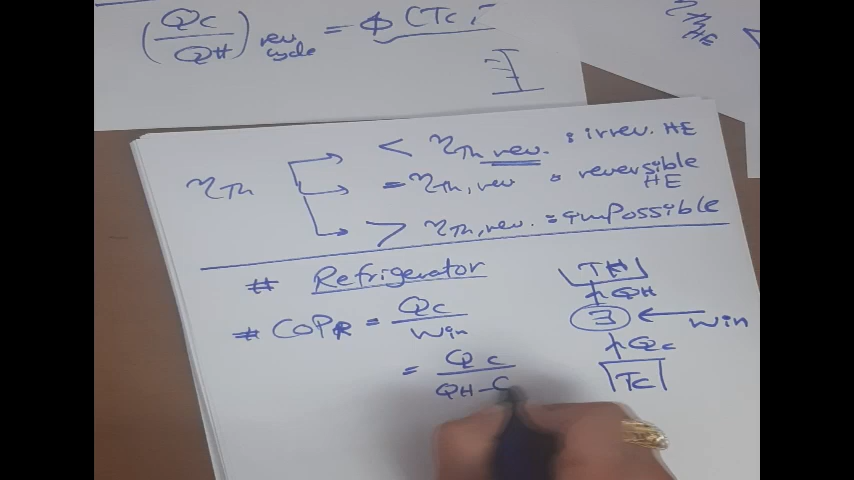 (Qc/QH) rev cycle = Φ (Tc,
ηTh < ηTh rev. : irrev. HE
= ηTh, rev : reversible HE
> ηTh, rev. : impossible
# Refrigerator
TH
# COPR = Qc/Win
QH
Win
Qc
= Qc/QH-
Tc